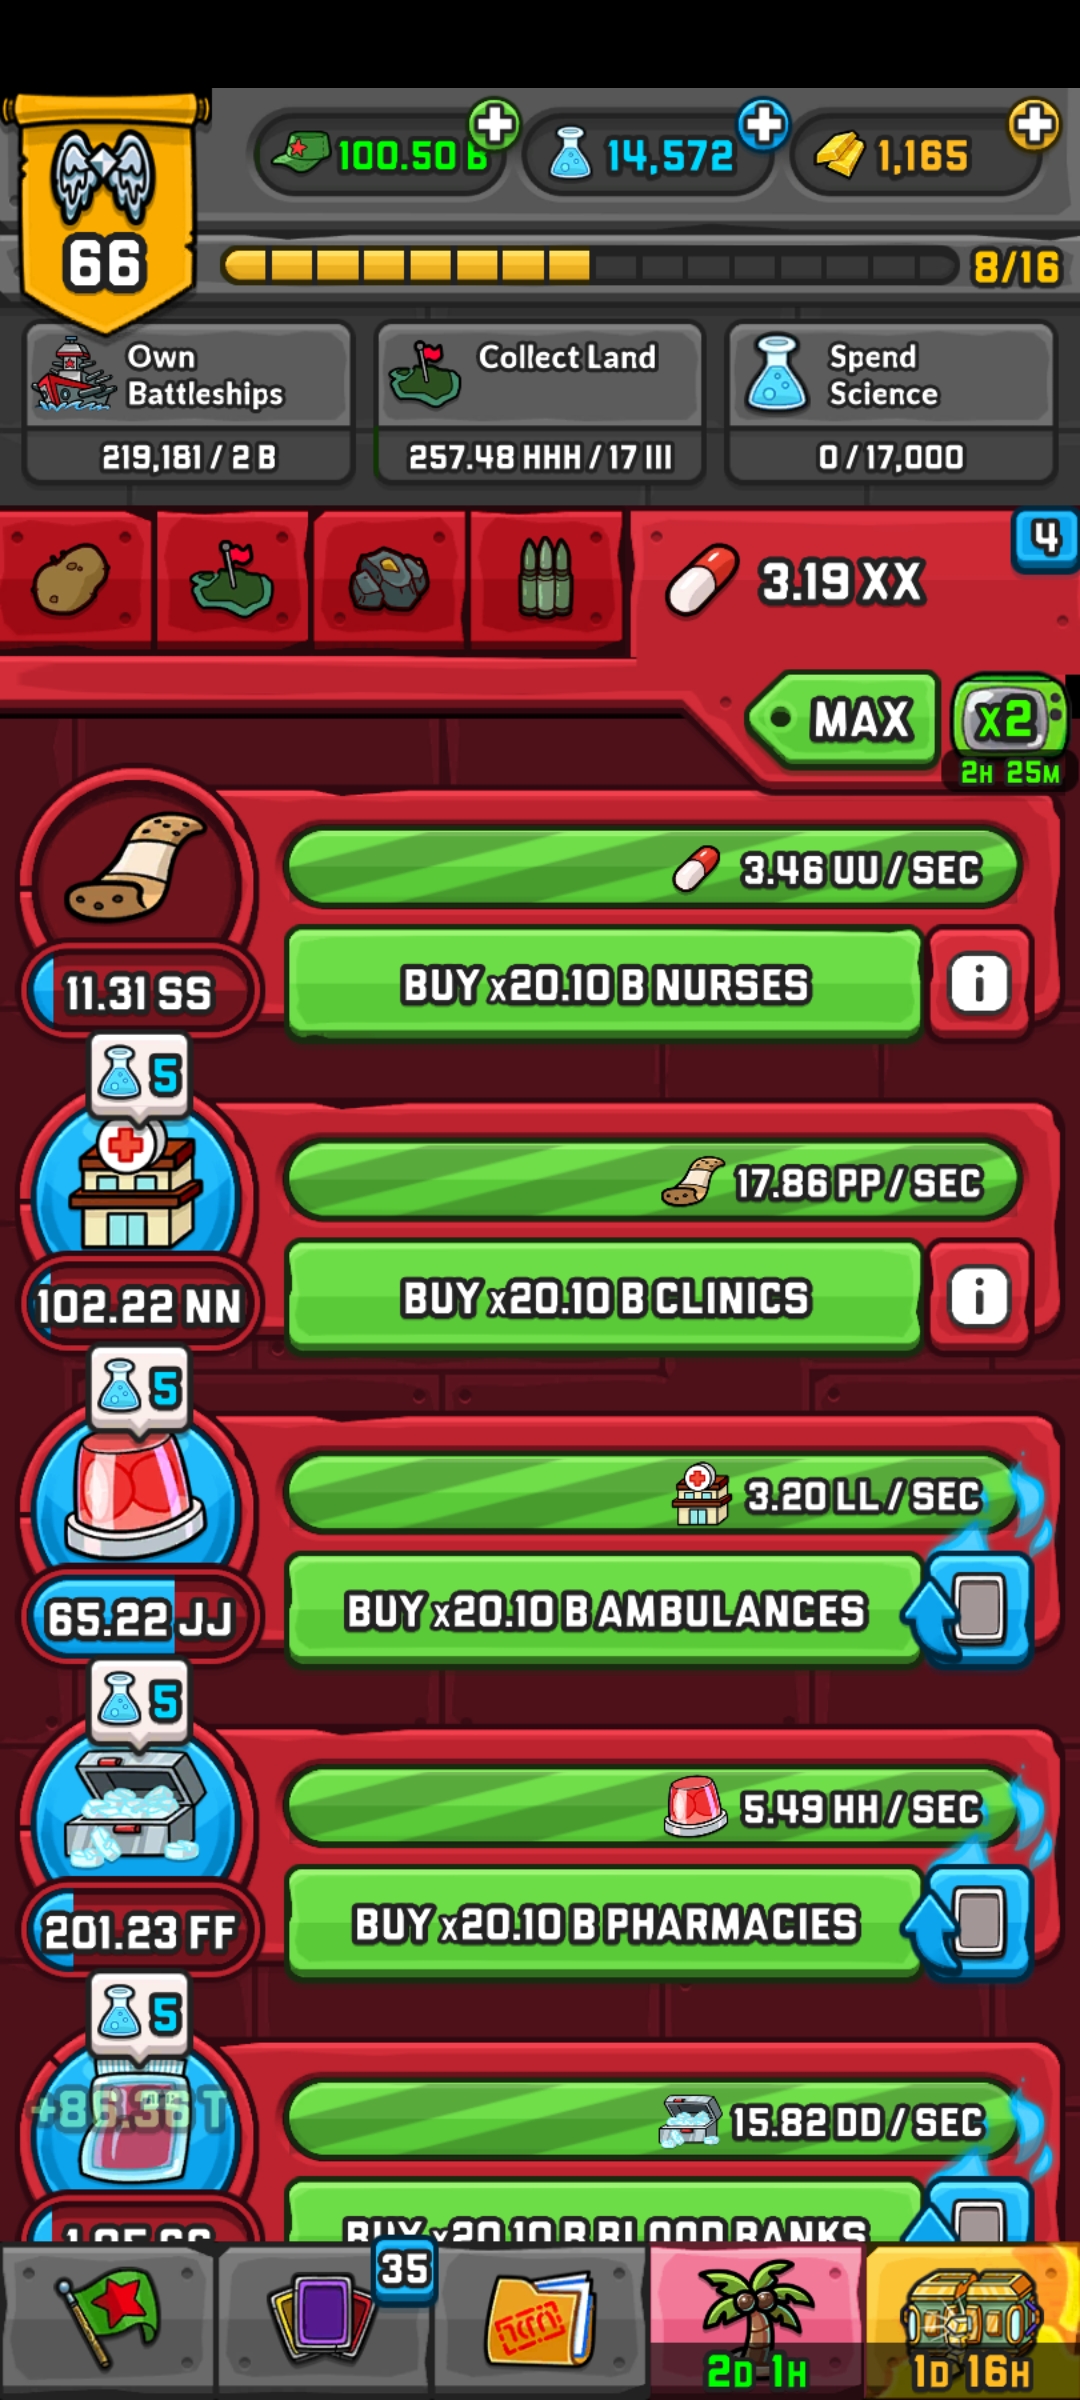 100.50 B
14,572
1,165
66
8/16
Own
Battleships
219,181 / 2 B
Collect Land
257.48 HHH / 17 III
Spend
Science
0 / 17,000
4
3.19 XX
MAX
x2
2H 25M
3.46 UU / SEC
11.31 SS
BUY x20.10 B NURSES
i
5
17.86 PP / SEC
102.22 NN
BUY x20.10 B CLINICS
i
5
3.20 LL / SEC
65.22 JJ
BUY x20.10 B AMBULANCES
5
5.49 HH / SEC
201.23 FF
BUY x20.10 B PHARMACIES
5
15.82 DD / SEC
BUY x20.10 B BLOOD BANKS
35
2D 1H
1D 16H